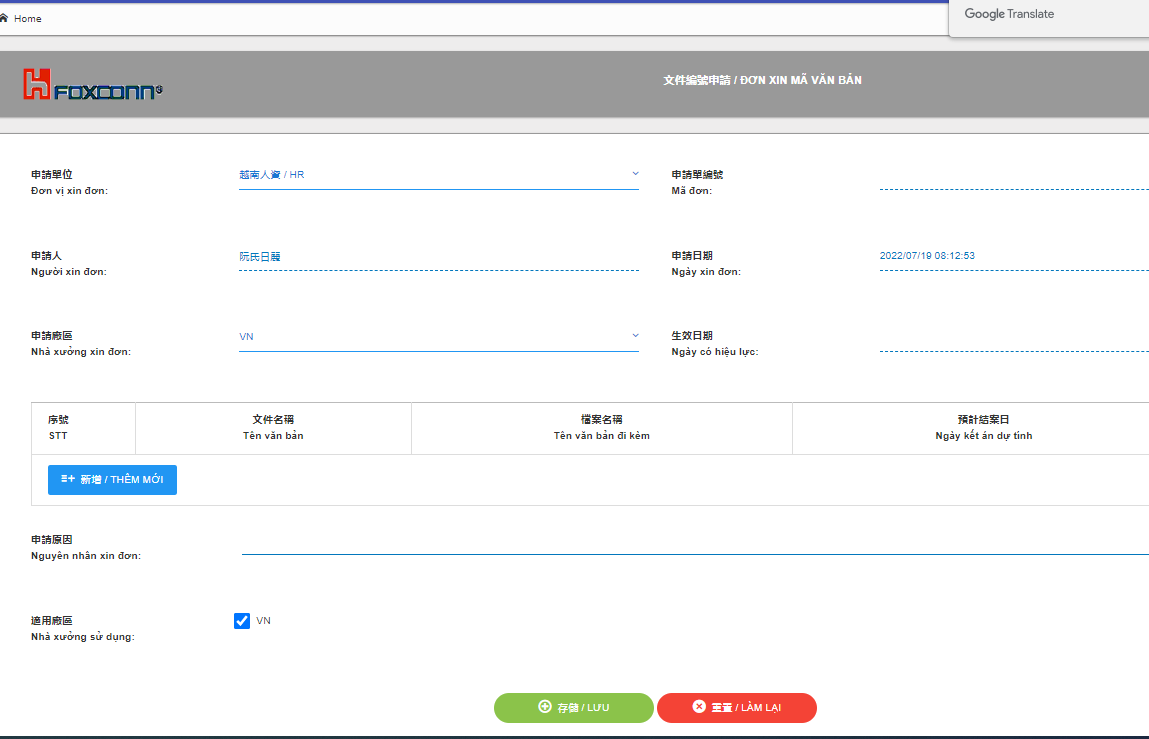 Home
Google Translate
FOXCONN®
文件編號申請 / ĐƠN XIN MÃ VĂN BẢN
申請單位
Đơn vị xin đơn:
越南人資 / HR
申請單編號
Mã đơn:
申請人
Người xin đơn:
阮氏日麗
申請日期
Ngày xin đơn:
2022/07/19 08:12:53
申請廠區
Nhà xưởng xin đơn:
VN
生效日期
Ngày có hiệu lực:
序號
STT
文件名稱
Tên văn bản
檔案名稱
Tên văn bản đi kèm
預計結案日
Ngày kết án dự tính
新增 / THÊM MỚI
申請原因
Nguyên nhân xin đơn:
適用廠區
Nhà xưởng sử dụng:
VN
存儲 / LƯU
重置 / LÀM LẠI